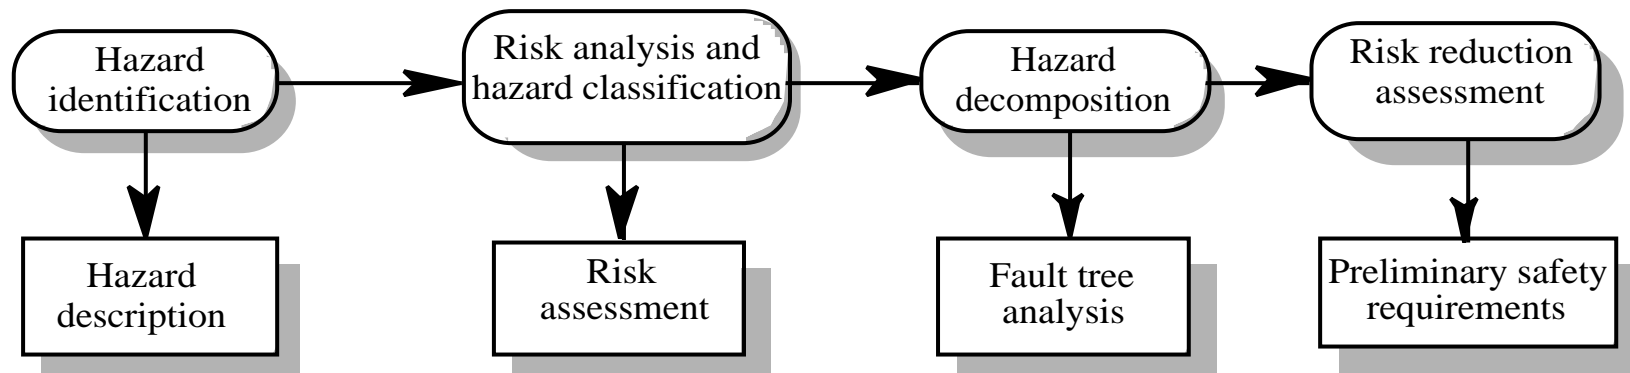 Hazard
identification
Risk analysis and
hazard classification
Hazard
decomposition
Risk reduction
assessment
Hazard
description
Risk
assessment
Fault tree
analysis
Preliminary safety
requirements